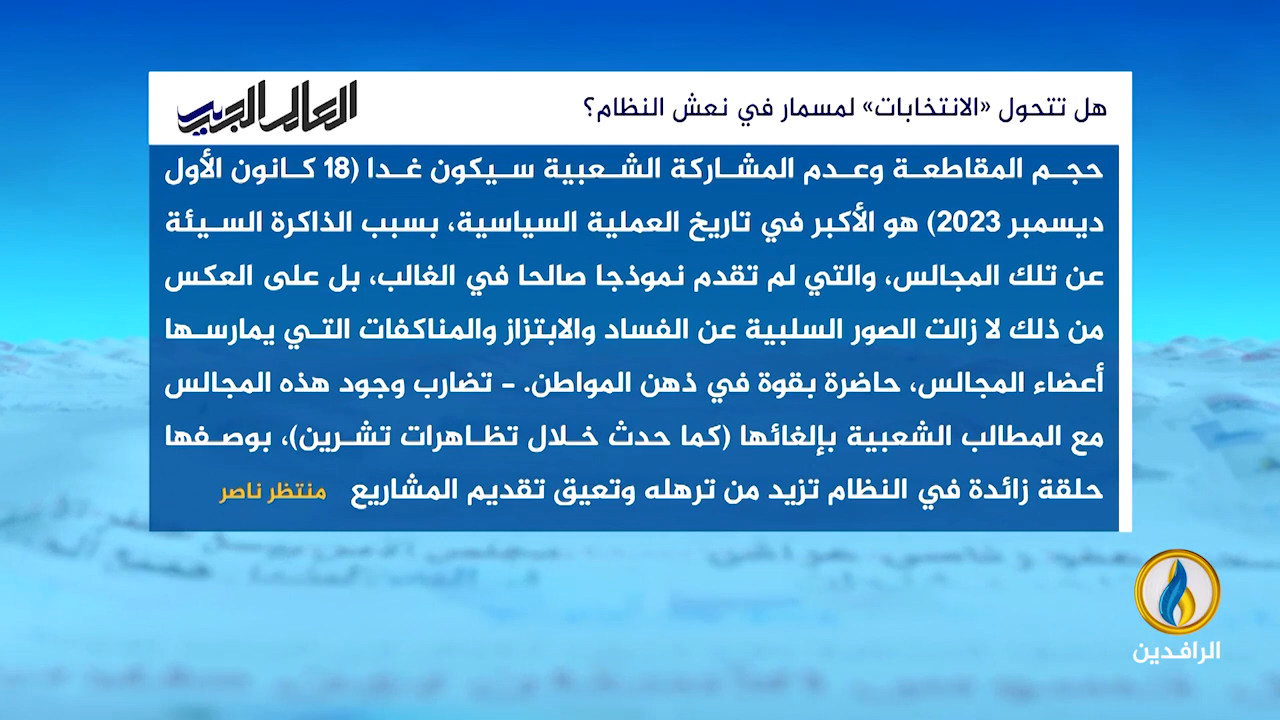 العالم الجديد
هل تتحول «الانتخابات» لمسمار في نعش النظام؟
حجم المقاطعة وعدم المشاركة الشعبية سيكون غدا (18 كانون الأول
ديسمبر 2023) هو الأكبر في تاريخ العملية السياسية، بسبب الذاكرة السيئة
عن تلك المجالس، والتي لم تقدم نموذجا صالحا في الغالب، بل على العكس
من ذلك لا زالت الصور السلبية عن الفساد والابتزاز والمناكفات التي يمارسها
أعضاء المجالس، حاضرة بقوة في ذهن المواطن. - تضارب وجود هذه المجالس
مع المطالب الشعبية بإلغائها (كما حدث خلال تظاهرات تشرين)، بوصفها
حلقة زائدة في النظام تزيد من ترهله وتعيق تقديم المشاريع منتظر ناصر
الرافدين